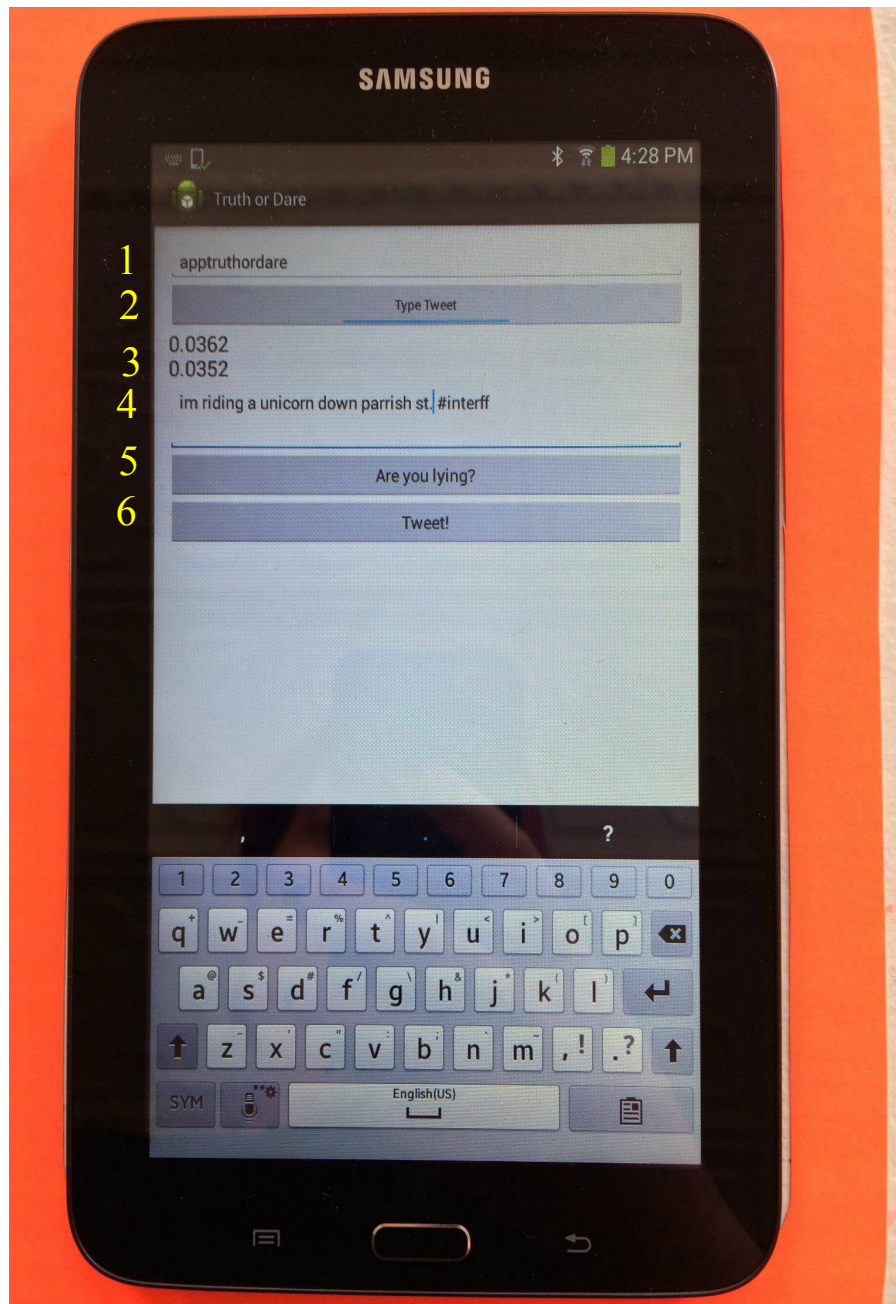 SAMSUNG
4:28 PM
Truth or Dare
1 apptruthordare
2 Type Tweet
0.0362
3 0.0352
4 im riding a unicorn down parrish st. #interff
5 Are you lying?
6 Tweet!
, . ?
1 2 3 4 5 6 7 8 9 0
q + w - e = r % t ^ y | u < i > o [ p ]
a @ s $ d # f / g \ h & j * k ( l )
z x ' c " v : b ; n m ~ , ! . ?
SYM English(US)